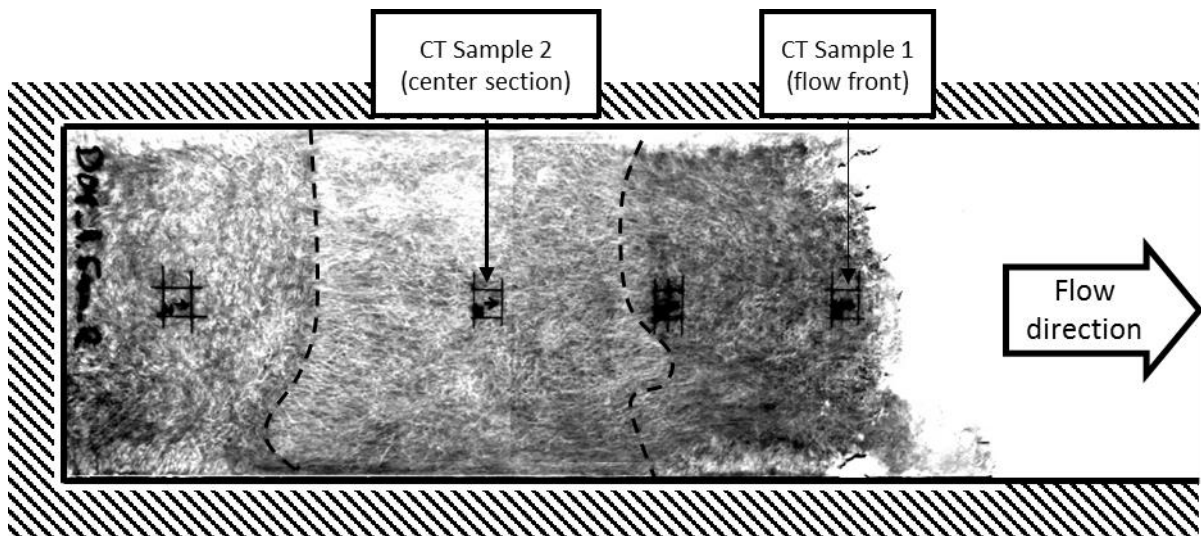 CT Sample 2
(center section)
CT Sample 1
(flow front)
Flow
direction